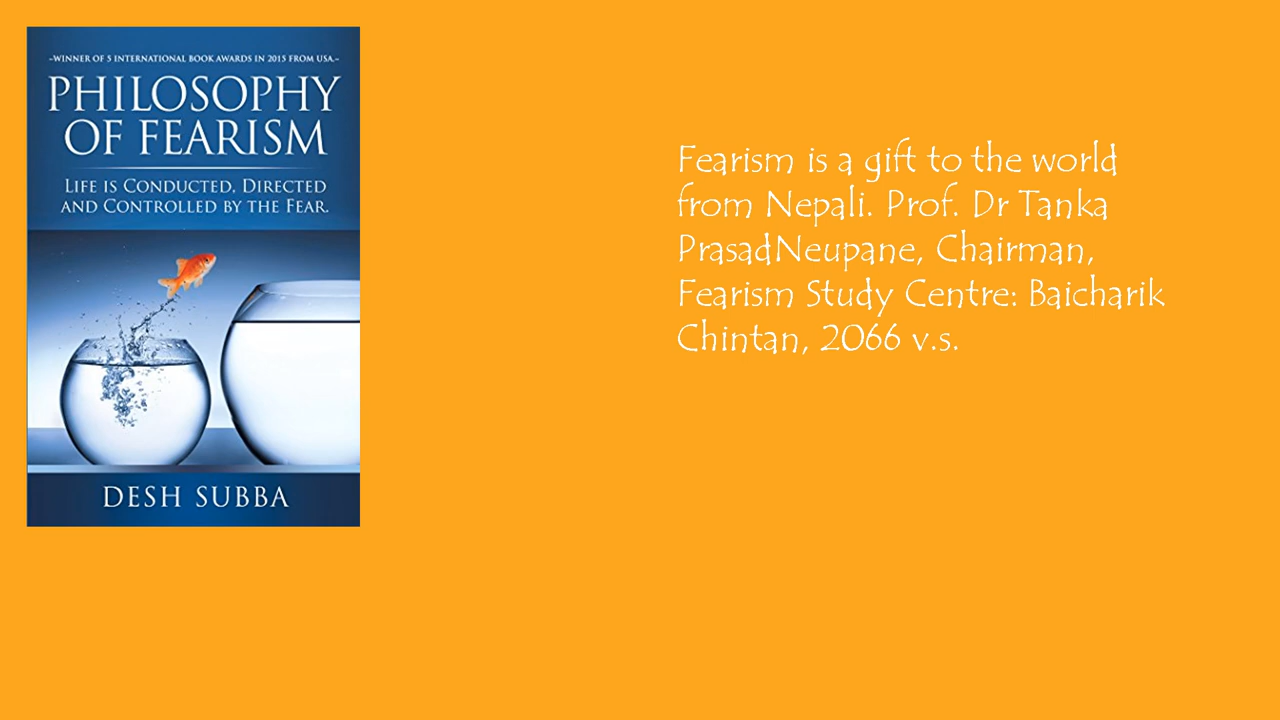 ~WINNER OF 5 INTERNATIONAL BOOK AWARDS IN 2015 FROM USA.~
PHILOSOPHY
OF FEARISM
LIFE IS CONDUCTED, DIRECTED
AND CONTROLLED BY THE FEAR.
DESH SUBBA
Fearism is a gift to the world
from Nepali. Prof. Dr Tanka
PrasadNeupane, Chairman,
Fearism Study Centre: Baicharik
Chintan, 2066 v.s.